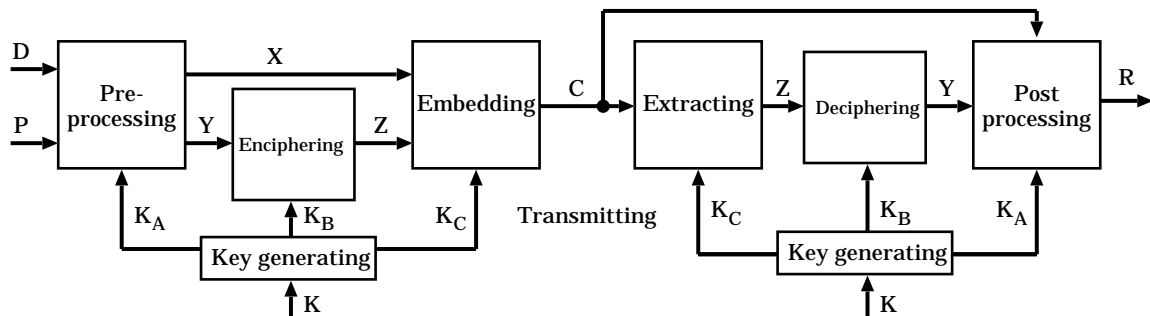 D
P
Pre-
processing
X
Y
Enciphering
Z
Embedding
C
Extracting
Z
Deciphering
Y
Post
processing
R
K_A
K_B
K_C
Transmitting
K_C
K_B
K_A
Key generating
Key generating
K
K